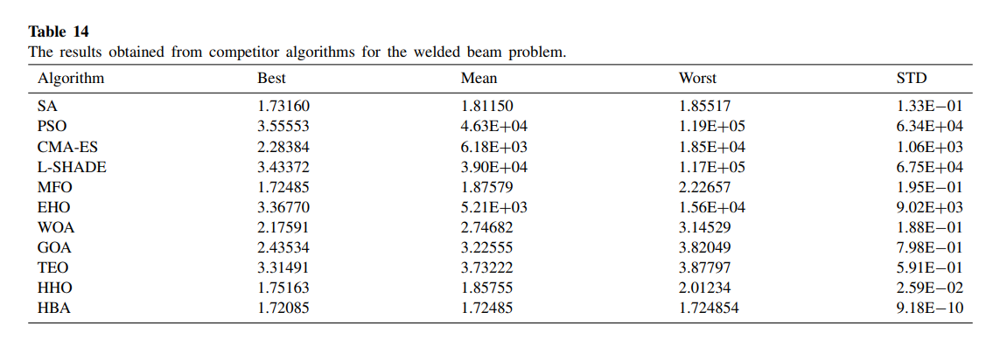 Table 14
The results obtained from competitor algorithms for the welded beam problem.
Algorithm Best Mean Worst STD
SA 1.73160 1.81150 1.85517 1.33E−01
PSO 3.55553 4.63E+04 1.19E+05 6.34E+04
CMA-ES 2.28384 6.18E+03 1.85E+04 1.06E+03
L-SHADE 3.43372 3.90E+04 1.17E+05 6.75E+04
MFO 1.72485 1.87579 2.22657 1.95E−01
EHO 3.36770 5.21E+03 1.56E+04 9.02E+03
WOA 2.17591 2.74682 3.14529 1.88E−01
GOA 2.43534 3.22555 3.82049 7.98E−01
TEO 3.31491 3.73222 3.87797 5.91E−01
HHO 1.75163 1.85755 2.01234 2.59E−02
HBA 1.72085 1.72485 1.724854 9.18E−10